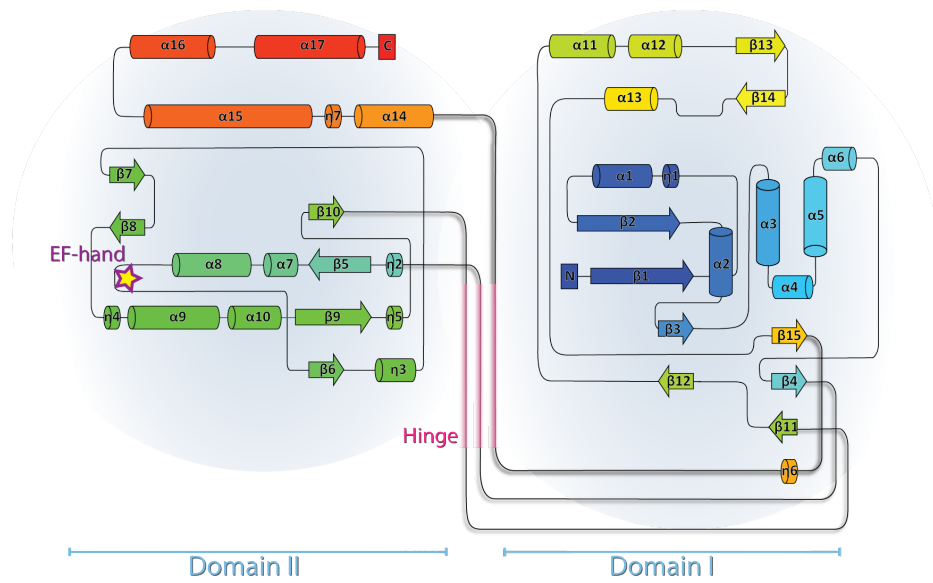 α16 α17 C α11 α12 β13
α15 η7 α14 α13 β14
β7 α1 η1 α6
β8 β10 β2 α3 α5
EF-hand α8 α7 β5 η2 N β1 α2 α4
η4 α9 α10 β9 η5 β3 β15
β6 η3 β12 β4
Hinge β11
η6
Domain II Domain I